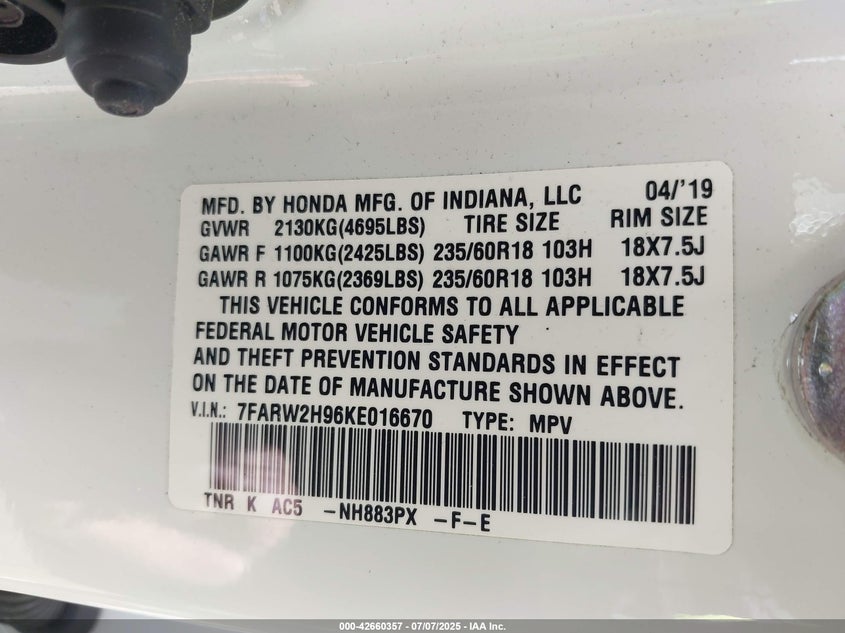 MFD. BY HONDA MFG. OF INDIANA, LLC 04/'19
GVWR 2130KG(4695LBS) TIRE SIZE RIM SIZE
GAWR F 1100KG(2425LBS) 235/60R18 103H 18X7.5J
GAWR R 1075KG(2369LBS) 235/60R18 103H 18X7.5J
THIS VEHICLE CONFORMS TO ALL APPLICABLE
FEDERAL MOTOR VEHICLE SAFETY
AND THEFT PREVENTION STANDARDS IN EFFECT
ON THE DATE OF MANUFACTURE SHOWN ABOVE.
V.I.N.: 7FARW2H96KE016670 TYPE: MPV
TNR K AC5 -NH883PX -F-E
000-42660357 | 07/07/2025 - IAA Inc.